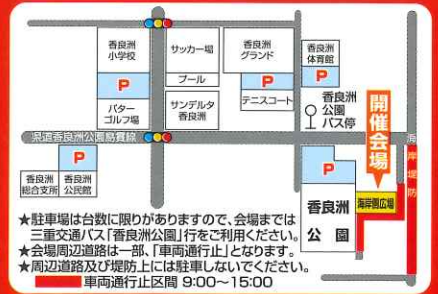 香良洲
小学校
サッカー場
香良洲
グランド
香良洲
体育館
P
プール
P
P
パター
ゴルフ場
サンデルタ
香良洲
テニスコート
香良洲
公園
バス停
開催会場
県道香良洲公園島貫線
海岸堤防
P
P
香良洲
総合支所
香良洲
公民館
香良洲
公園
海岸側広場
★駐車場は台数に限りがありますので、会場までは
三重交通バス「香良洲公園」行をご利用ください。
★会場周辺道路は一部、「車両通行止」となります。
★周辺道路及び堤防上には駐車しないでください。
車両通行止区間 9:00~15:00